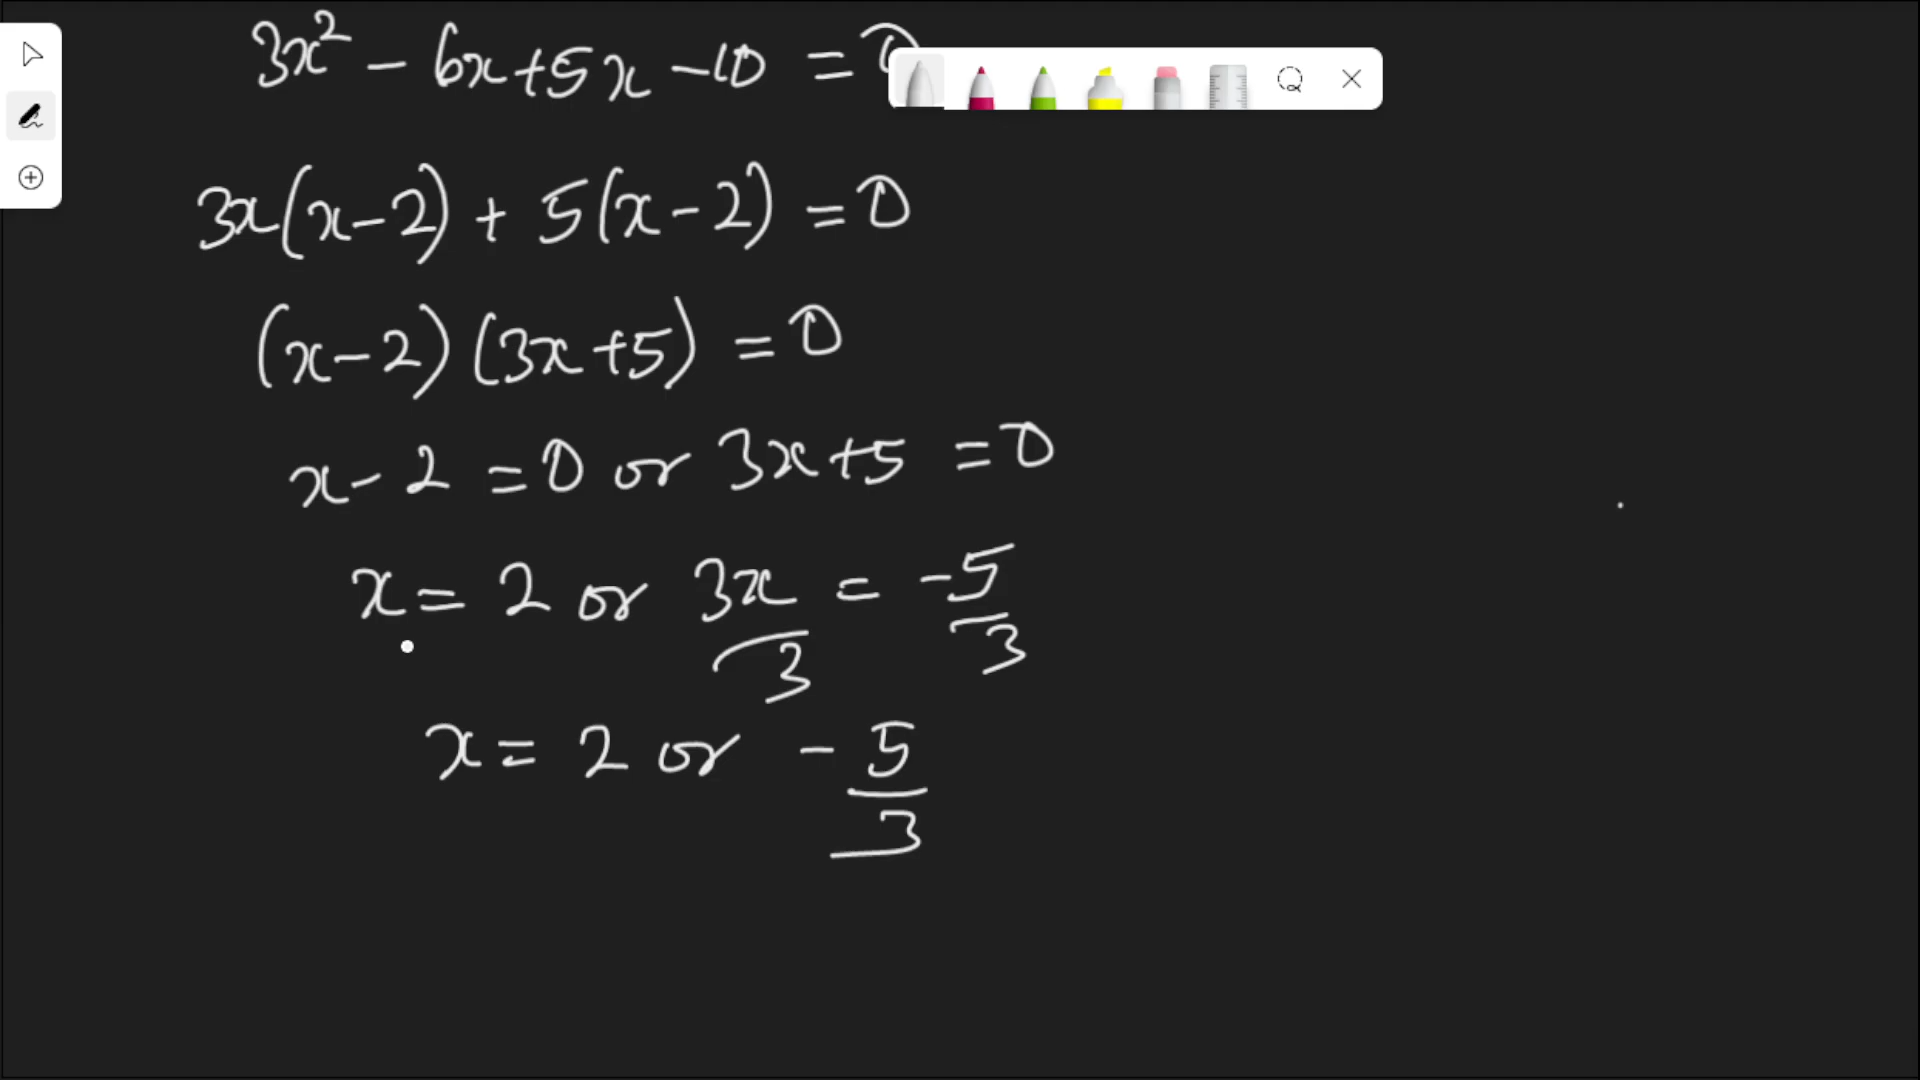 3x² - 6x + 5x - 10 = 0
3x(x-2) + 5(x-2) = 0
(x-2)(3x+5) = 0
x - 2 = 0 or 3x+5 = 0
x = 2 or 3x/3 = -5/3
x = 2 or - 5/3